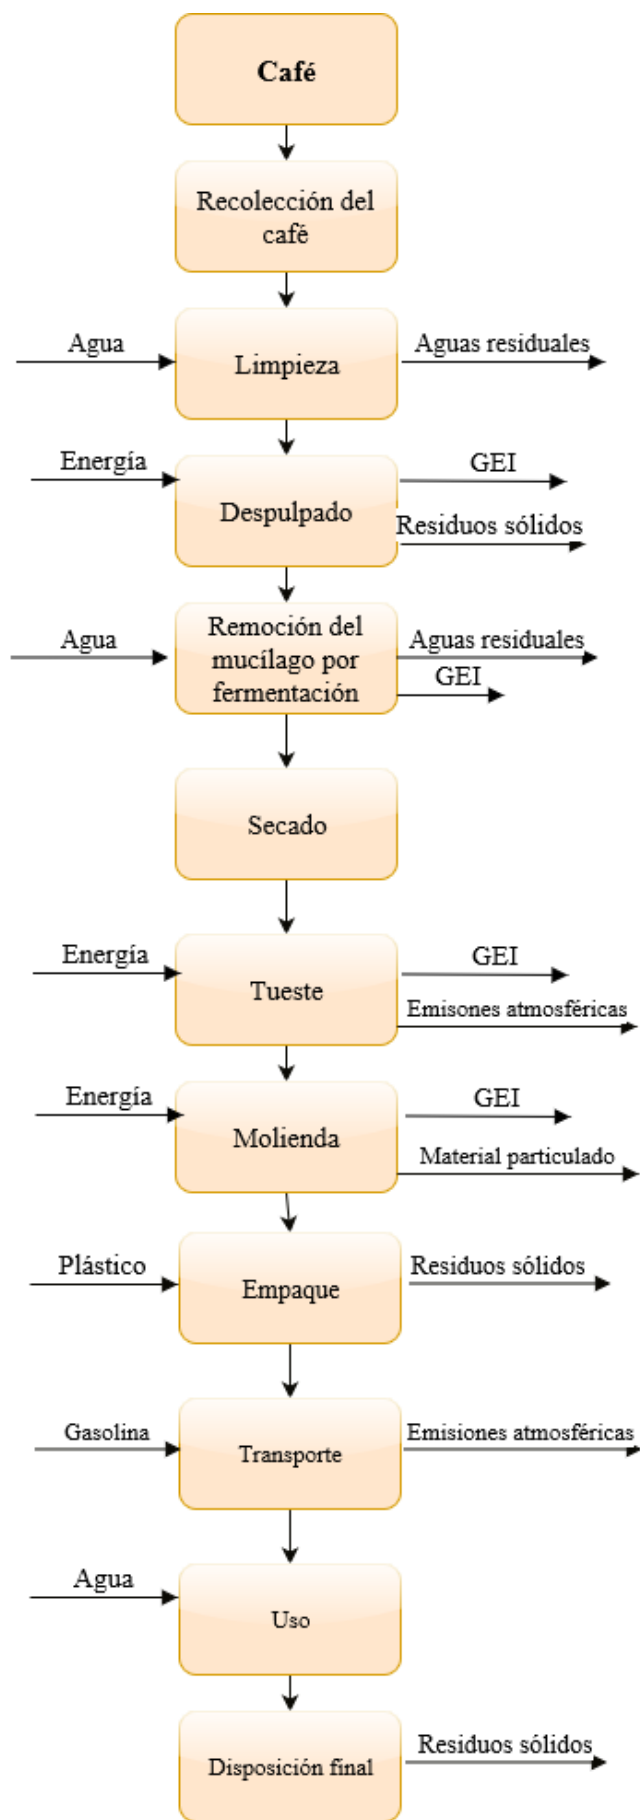 Café
Recolección del
café
Agua
Limpieza
Aguas residuales
Energía
Despulpado
GEI
Residuos sólidos
Agua
Remoción del
mucílago por
fermentación
Aguas residuales
GEI
Secado
Energía
Tueste
GEI
Emisones atmosféricas
Energía
Molienda
GEI
Material particulado
Plástico
Empaque
Residuos sólidos
Gasolina
Transporte
Emisiones atmosféricas
Agua
Uso
Disposición final
Residuos sólidos